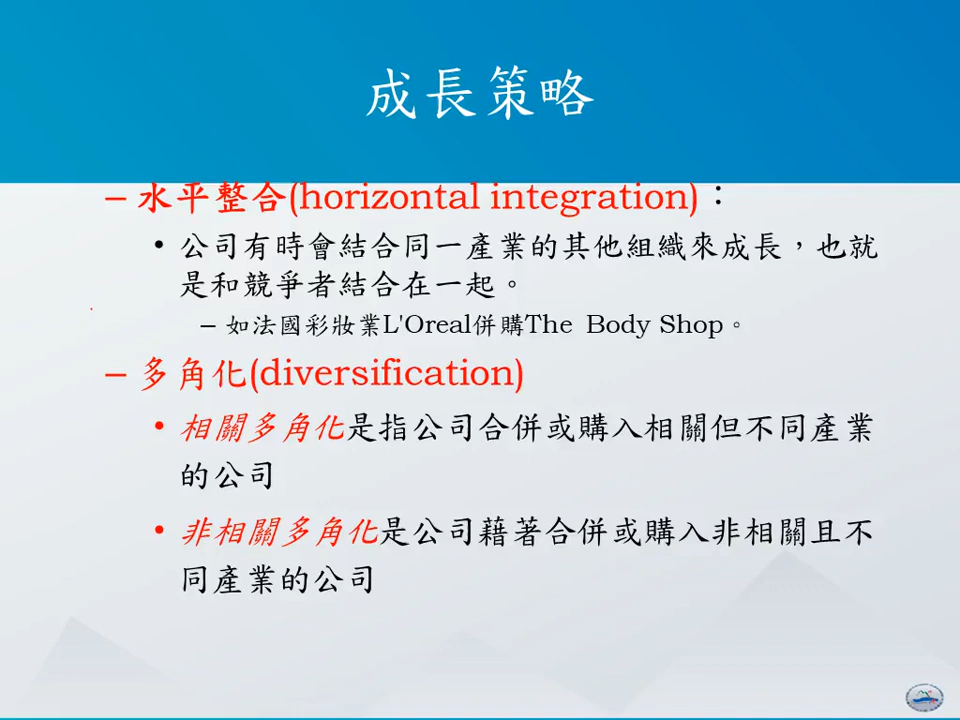 成長策略
– 水平整合(horizontal integration)：
• 公司有時會結合同一產業的其他組織來成長，也就
是和競爭者結合在一起。
– 如法國彩妝業L'Oreal併購The Body Shop。
– 多角化(diversification)
• 相關多角化是指公司合併或購入相關但不同產業
的公司
• 非相關多角化是公司藉著合併或購入非相關且不
同產業的公司